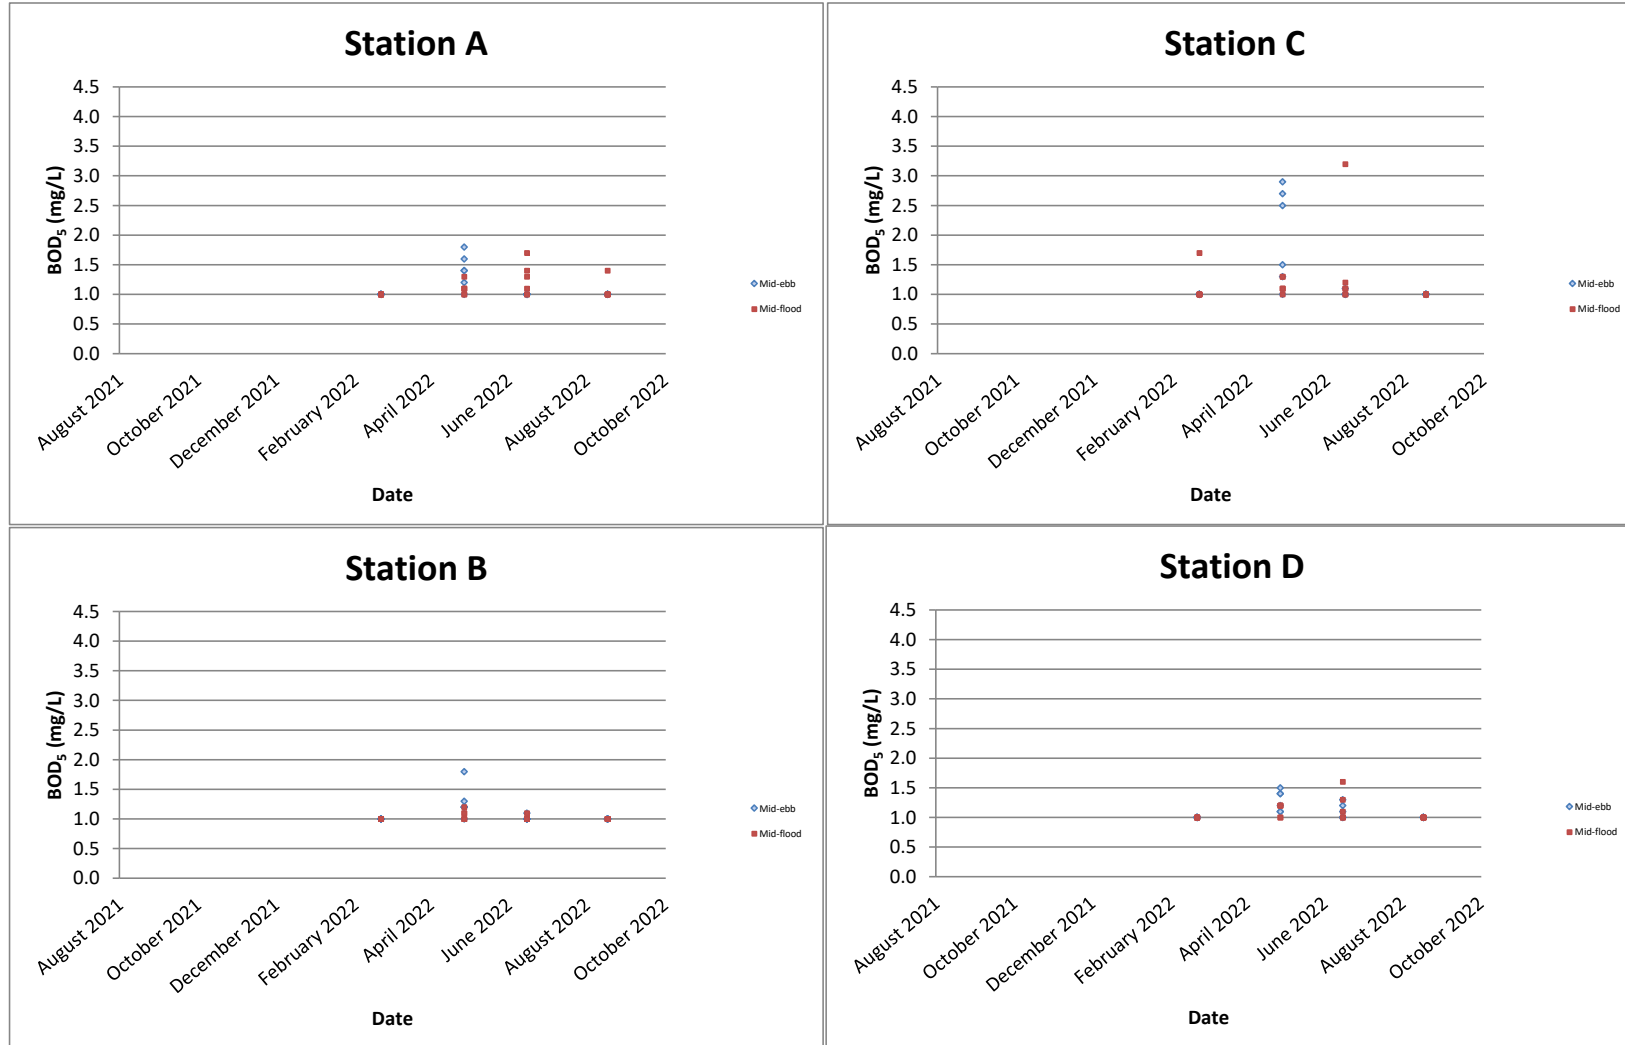 Station A
4.5
4.0
3.5
3.0
2.5
2.0
1.5
1.0
0.5
0.0
BOD5 (mg/L)
August 2021
October 2021
December 2021
February 2022
April 2022
June 2022
August 2022
October 2022
Date
Mid-ebb
Mid-flood
Station C
4.5
4.0
3.5
3.0
2.5
2.0
1.5
1.0
0.5
0.0
BOD5 (mg/L)
August 2021
October 2021
December 2021
February 2022
April 2022
June 2022
August 2022
October 2022
Date
Mid-ebb
Mid-flood
Station B
4.5
4.0
3.5
3.0
2.5
2.0
1.5
1.0
0.5
0.0
BOD5 (mg/L)
August 2021
October 2021
December 2021
February 2022
April 2022
June 2022
August 2022
October 2022
Date
Mid-ebb
Mid-flood
Station D
4.5
4.0
3.5
3.0
2.5
2.0
1.5
1.0
0.5
0.0
BOD5 (mg/L)
August 2021
October 2021
December 2021
February 2022
April 2022
June 2022
August 2022
October 2022
Date
Mid-ebb
Mid-flood